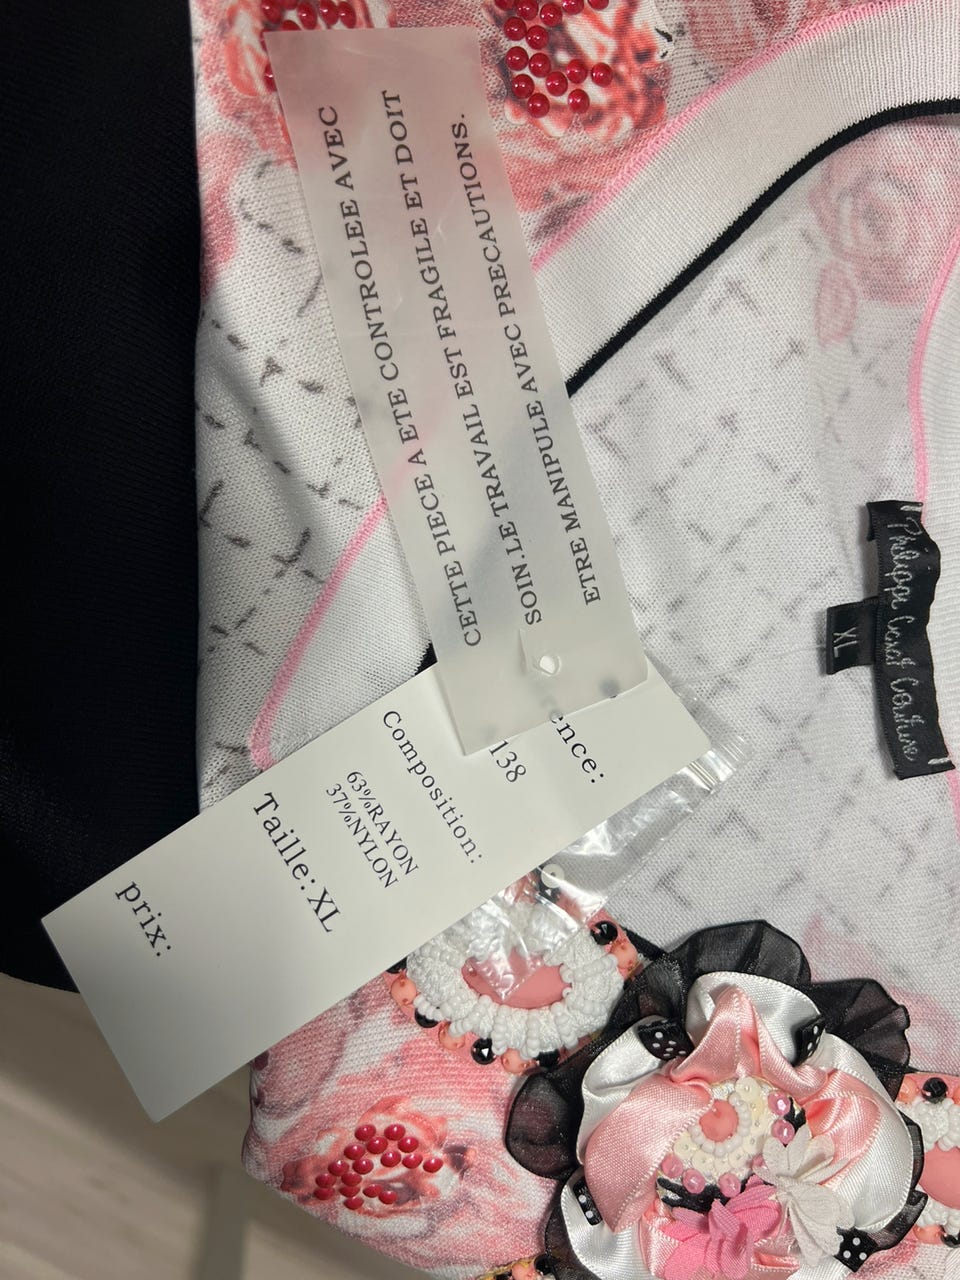 CETTE PIECE A ETE CONTROLEE AVEC
SOIN.LE TRAVAIL EST FRAGILE ET DOIT
ETRE MANIPULE AVEC PRECAUTIONS.
ence:
138
Composition:
63%RAYON
37%NYLON
Taille: XL
prix:
Couture
XL